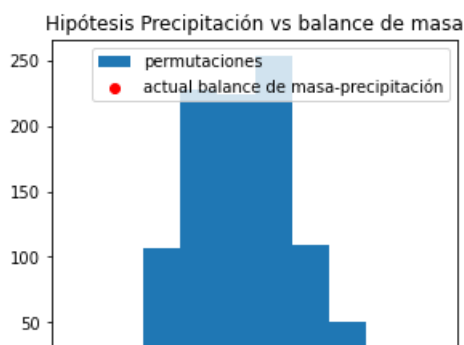 Hipótesis Precipitación vs balance de masa
permutaciones
actual balance de masa-precipitación
250
200
150
100
50